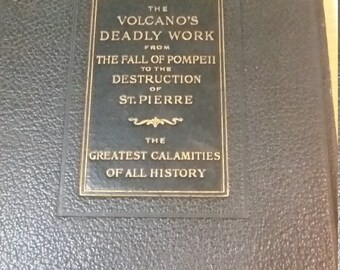 THE
VOLCANO'S
DEADLY WORK
FROM
THE FALL OF POMPEII
TO THE
DESTRUCTION
OF
ST. PIERRE
THE
GREATEST CALAMITIES
OF ALL HISTORY